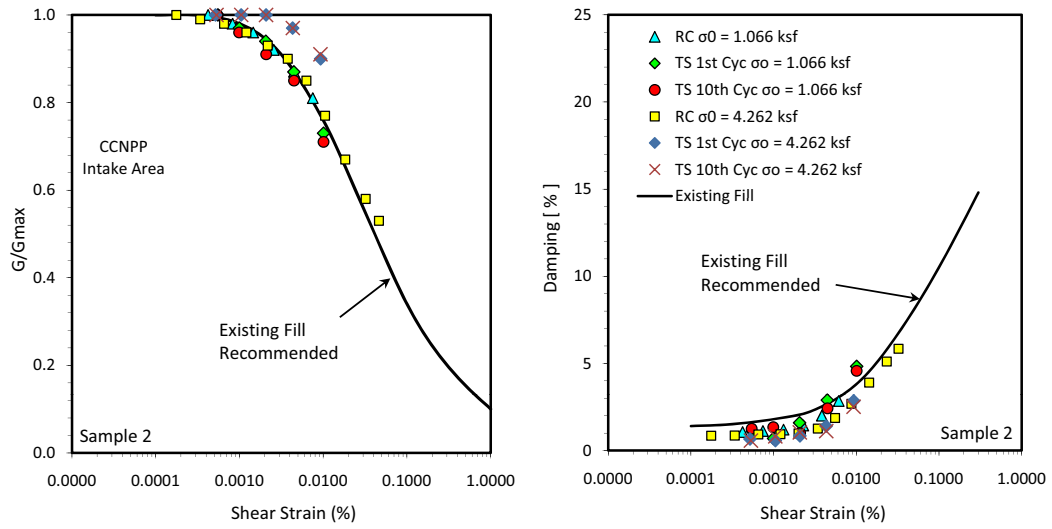 1.0
0.8
0.6
0.4
0.2
0.0
G/Gmax
CCNPP
Intake Area
Existing Fill
Recommended
Sample 2
0.0000 0.0001 0.0010 0.0100 0.1000 1.0000
Shear Strain (%)
25
20
15
10
5
0
Damping [ % ]
RC σ0 = 1.066 ksf
TS 1st Cyc σo = 1.066 ksf
TS 10th Cyc σo = 1.066 ksf
RC σ0 = 4.262 ksf
TS 1st Cyc σo = 4.262 ksf
TS 10th Cyc σo = 4.262 ksf
Existing Fill
Existing Fill
Recommended
Sample 2
0.0000 0.0001 0.0010 0.0100 0.1000 1.0000
Shear Strain (%)